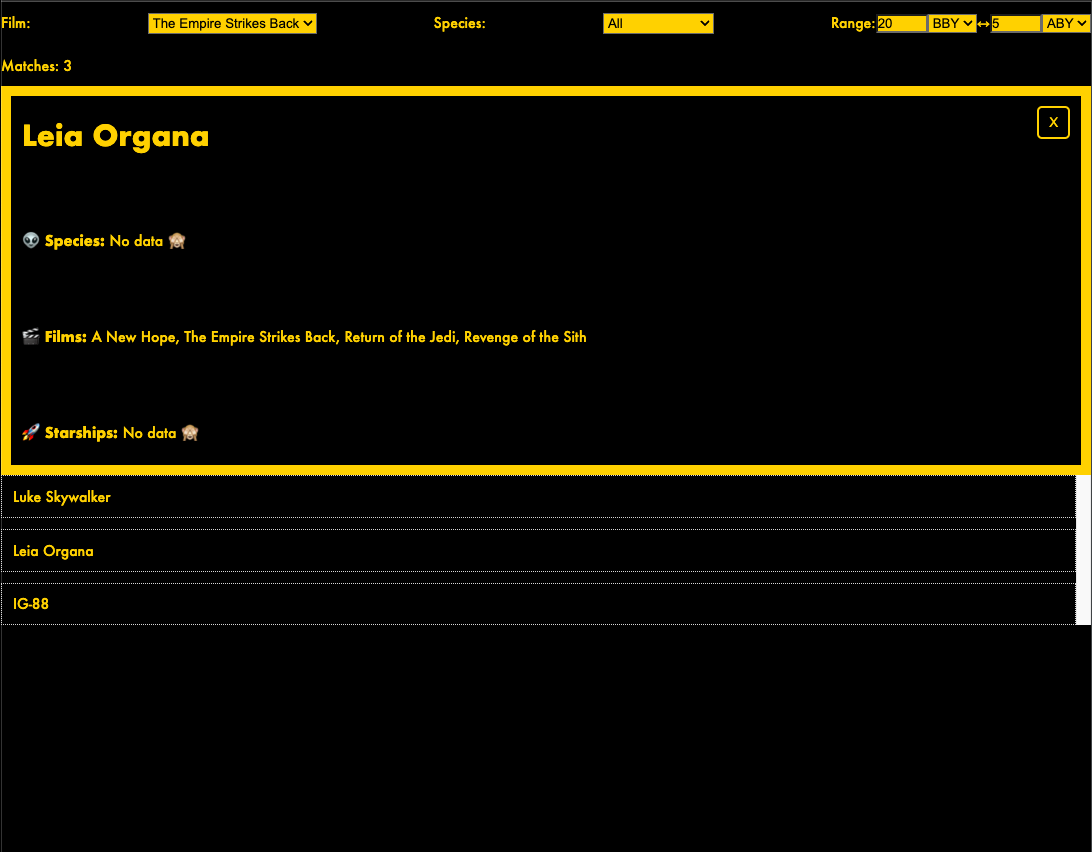 Film: The Empire Strikes Back Species: All Range: 20 BBY ↔ 5 ABY
Matches: 3
Leia Organa X
👽 Species: No data 🙈
🎬 Films: A New Hope, The Empire Strikes Back, Return of the Jedi, Revenge of the Sith
🚀 Starships: No data 🙈
Luke Skywalker
Leia Organa
IG-88